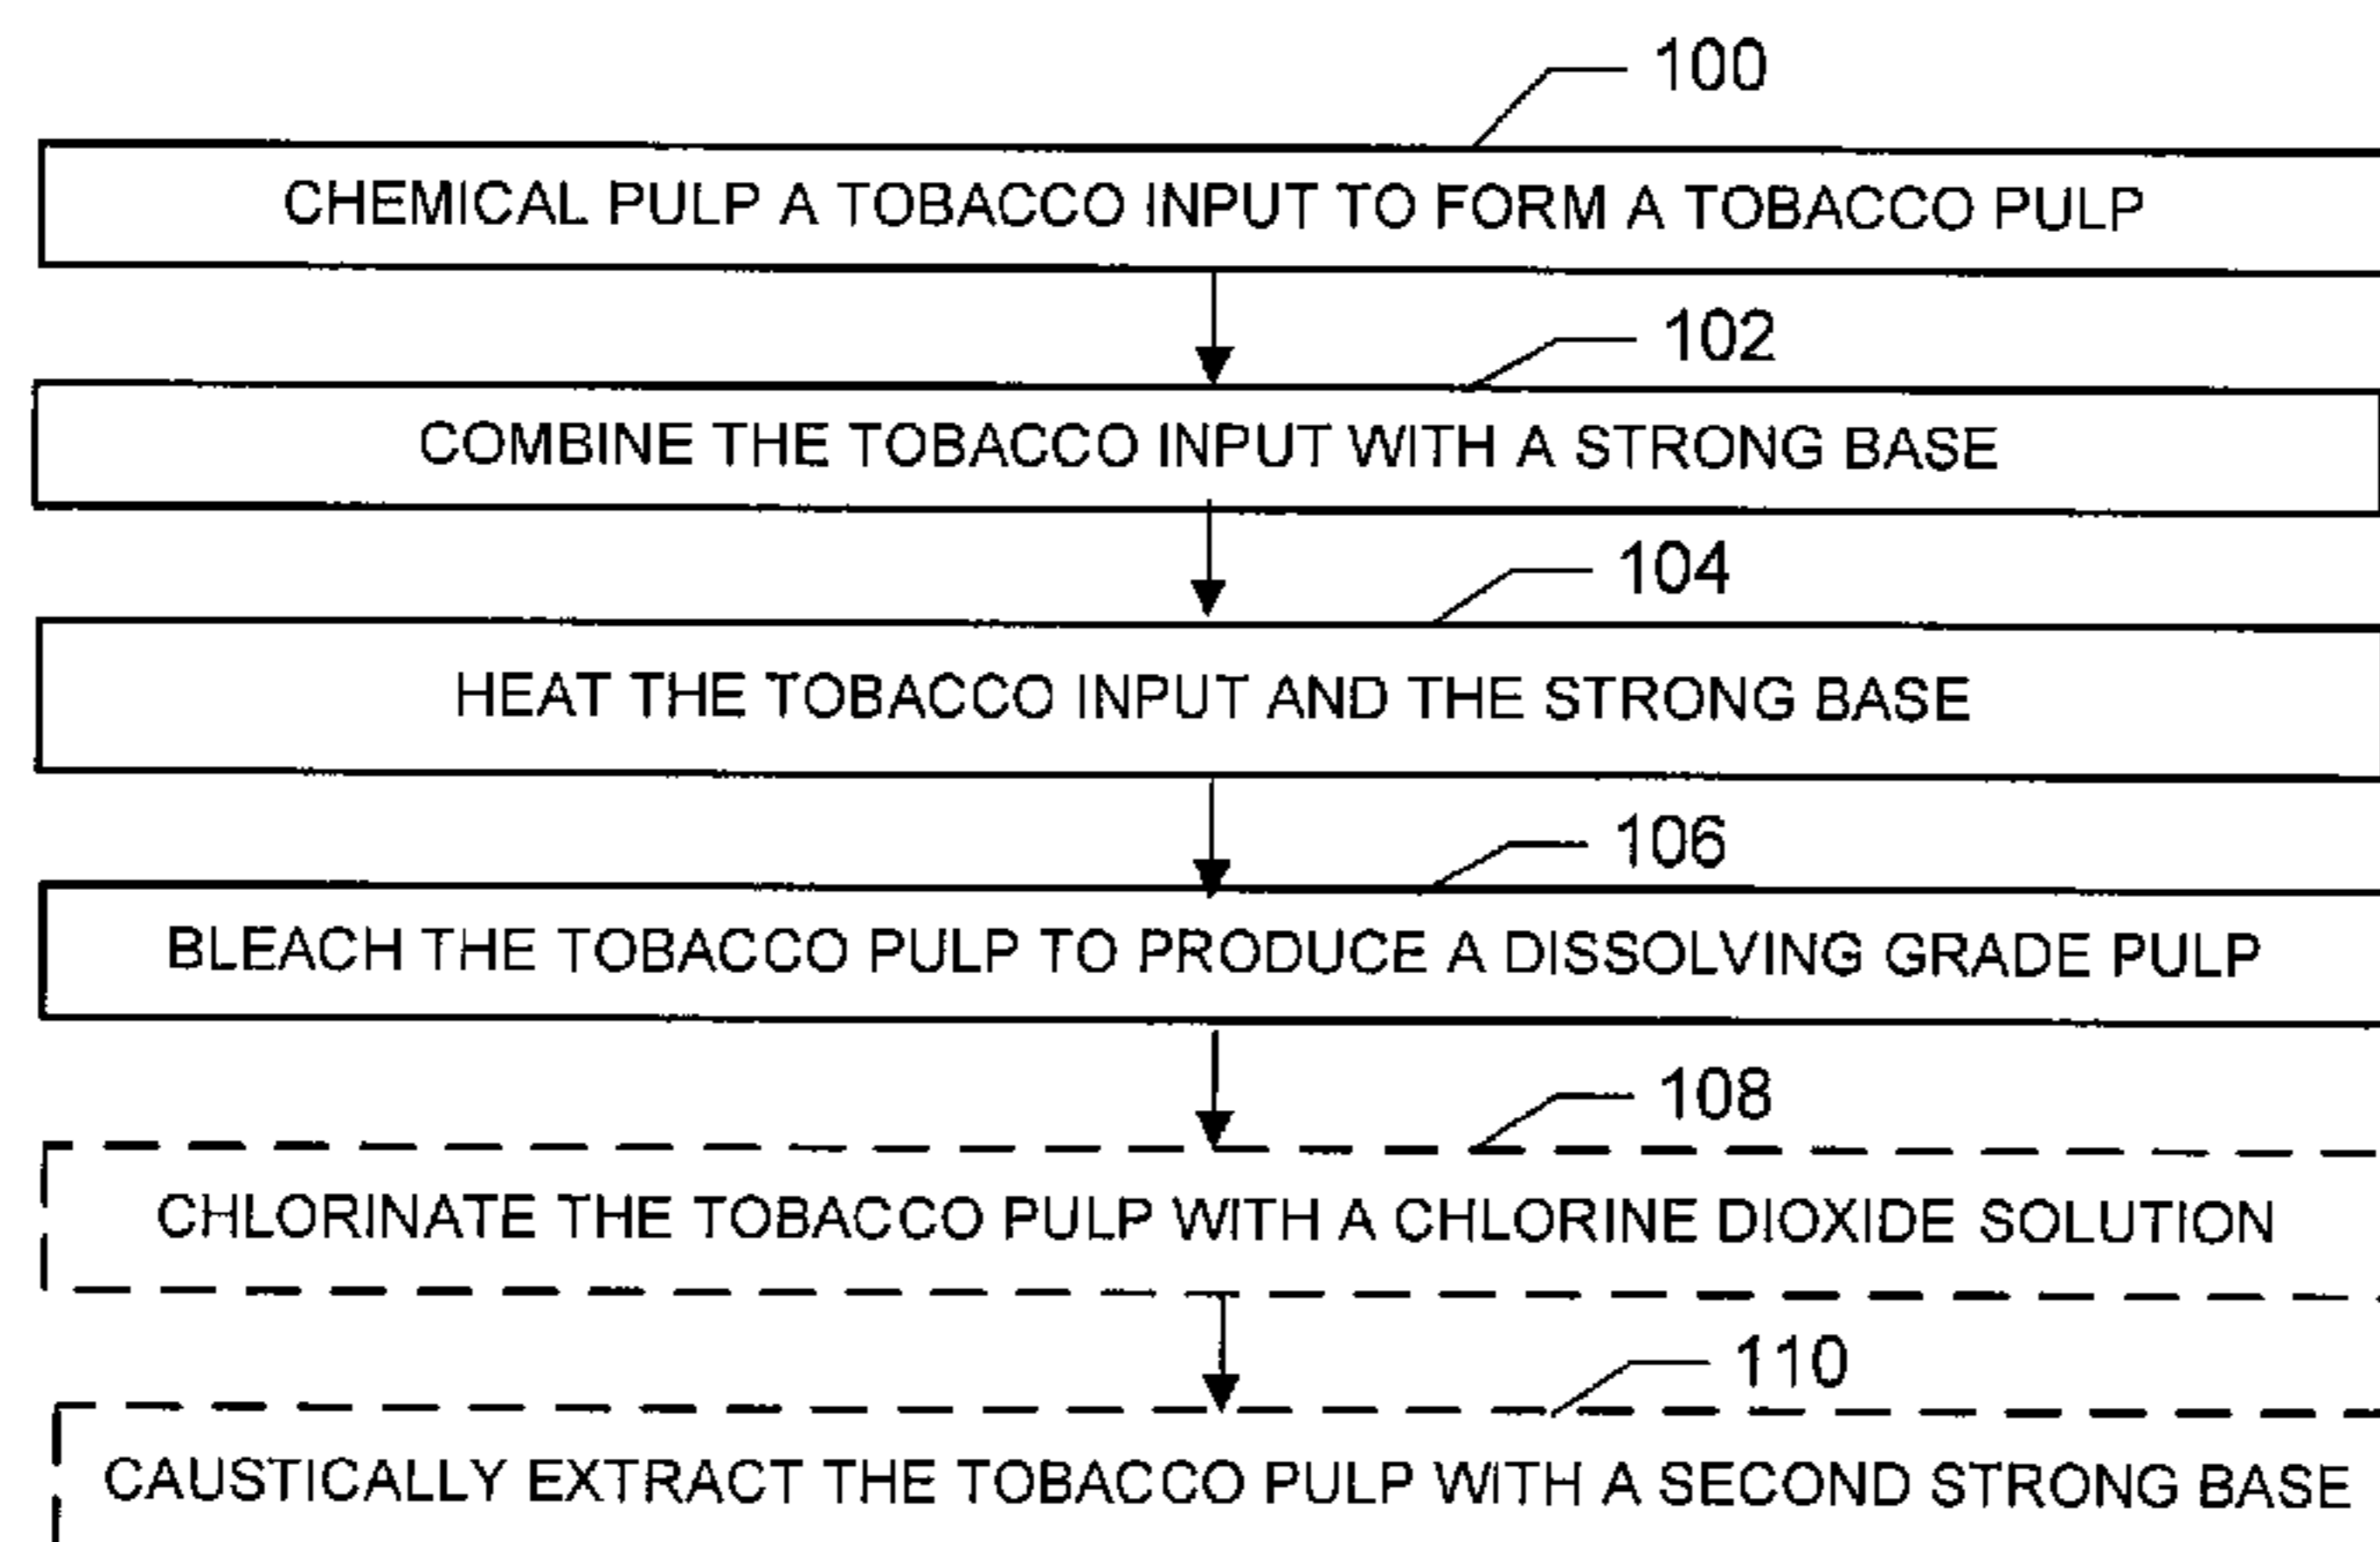 100
CHEMICAL PULP A TOBACCO INPUT TO FORM A TOBACCO PULP
102
COMBINE THE TOBACCO INPUT WITH A STRONG BASE
104
HEAT THE TOBACCO INPUT AND THE STRONG BASE
106
BLEACH THE TOBACCO PULP TO PRODUCE A DISSOLVING GRADE PULP
108
CHLORINATE THE TOBACCO PULP WITH A CHLORINE DIOXIDE SOLUTION
110
CAUSTICALLY EXTRACT THE TOBACCO PULP WITH A SECOND STRONG BASE